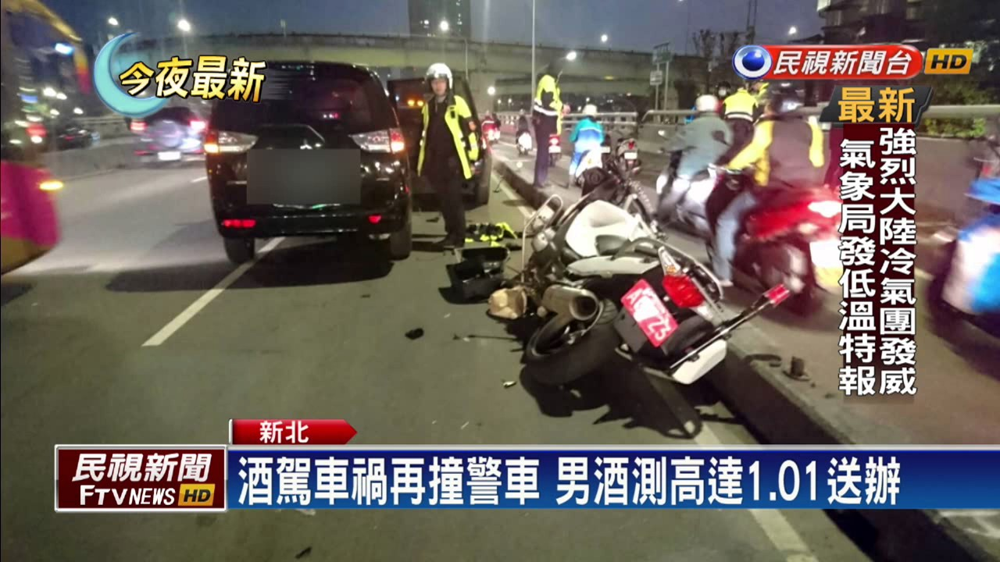 今夜最新
民視新聞台 HD
最新
強烈大陸冷氣團發威
氣象局發低溫特報
新北
民視新聞
FTVNEWS HD
酒駕車禍再撞警車 男酒測高達1.01送辦